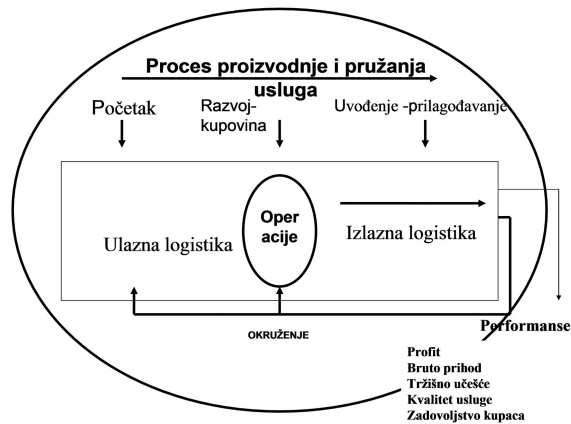 Proces proizvodnje i pružanja
usluga
Početak
Razvoj-
kupovina
Uvođenje -prilagođavanje
Ulazna logistika
Oper
acije
Izlazna logistika
OKRUŽENJE
Performanse
Profit
Bruto prihod
Tržišno učešće
Kvalitet usluge
Zadovoljstvo kupaca